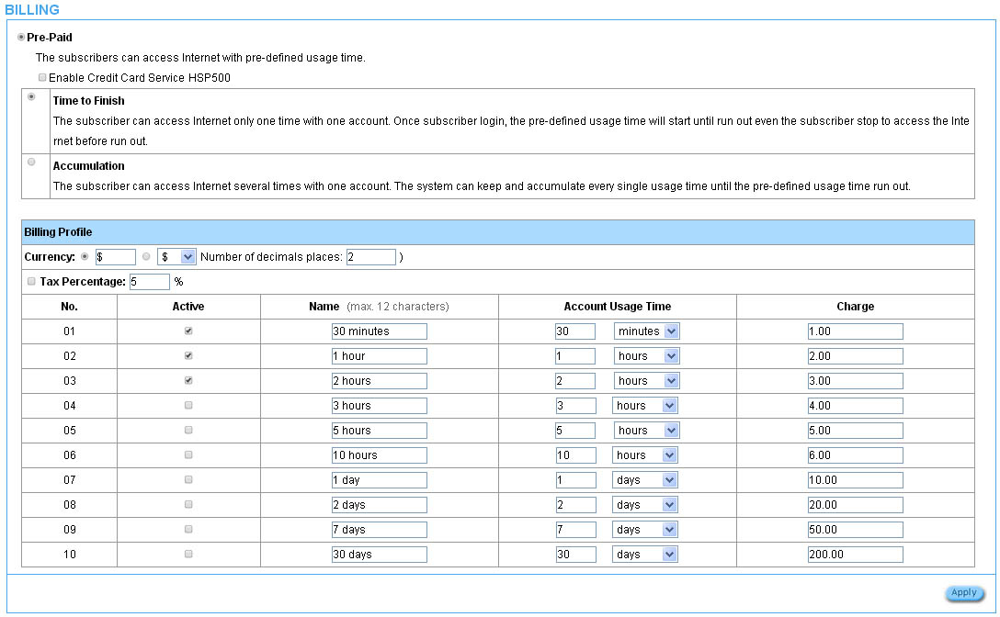 BILLING
Pre-Paid
The subscribers can access Internet with pre-defined usage time.
Enable Credit Card Service HSP500
Time to Finish
The subscriber can access Internet only one time with one account. Once subscriber login, the pre-defined usage time will start until run out even the subscriber stop to access the Inte
rnet before run out.
Accumulation
The subscriber can access Internet several times with one account. The system can keep and accumulate every single usage time until the pre-defined usage time run out.
Billing Profile
Currency: $ $ Number of decimals places: 2 )
Tax Percentage: 5 %
No. Active Name (max. 12 characters) Account Usage Time Charge
01 30 minutes 30 minutes 1.00
02 1 hour 1 hours 2.00
03 2 hours 2 hours 3.00
04 3 hours 3 hours 4.00
05 5 hours 5 hours 5.00
06 10 hours 10 hours 6.00
07 1 day 1 days 10.00
08 2 days 2 days 20.00
09 7 days 7 days 50.00
10 30 days 30 days 200.00
Apply